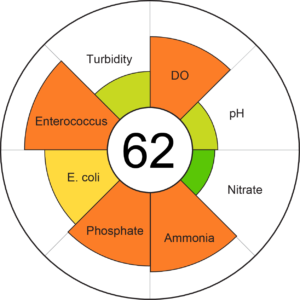 Turbidity
DO
pH
Enterococcus
62
E. coli
Nitrate
Phosphate
Ammonia